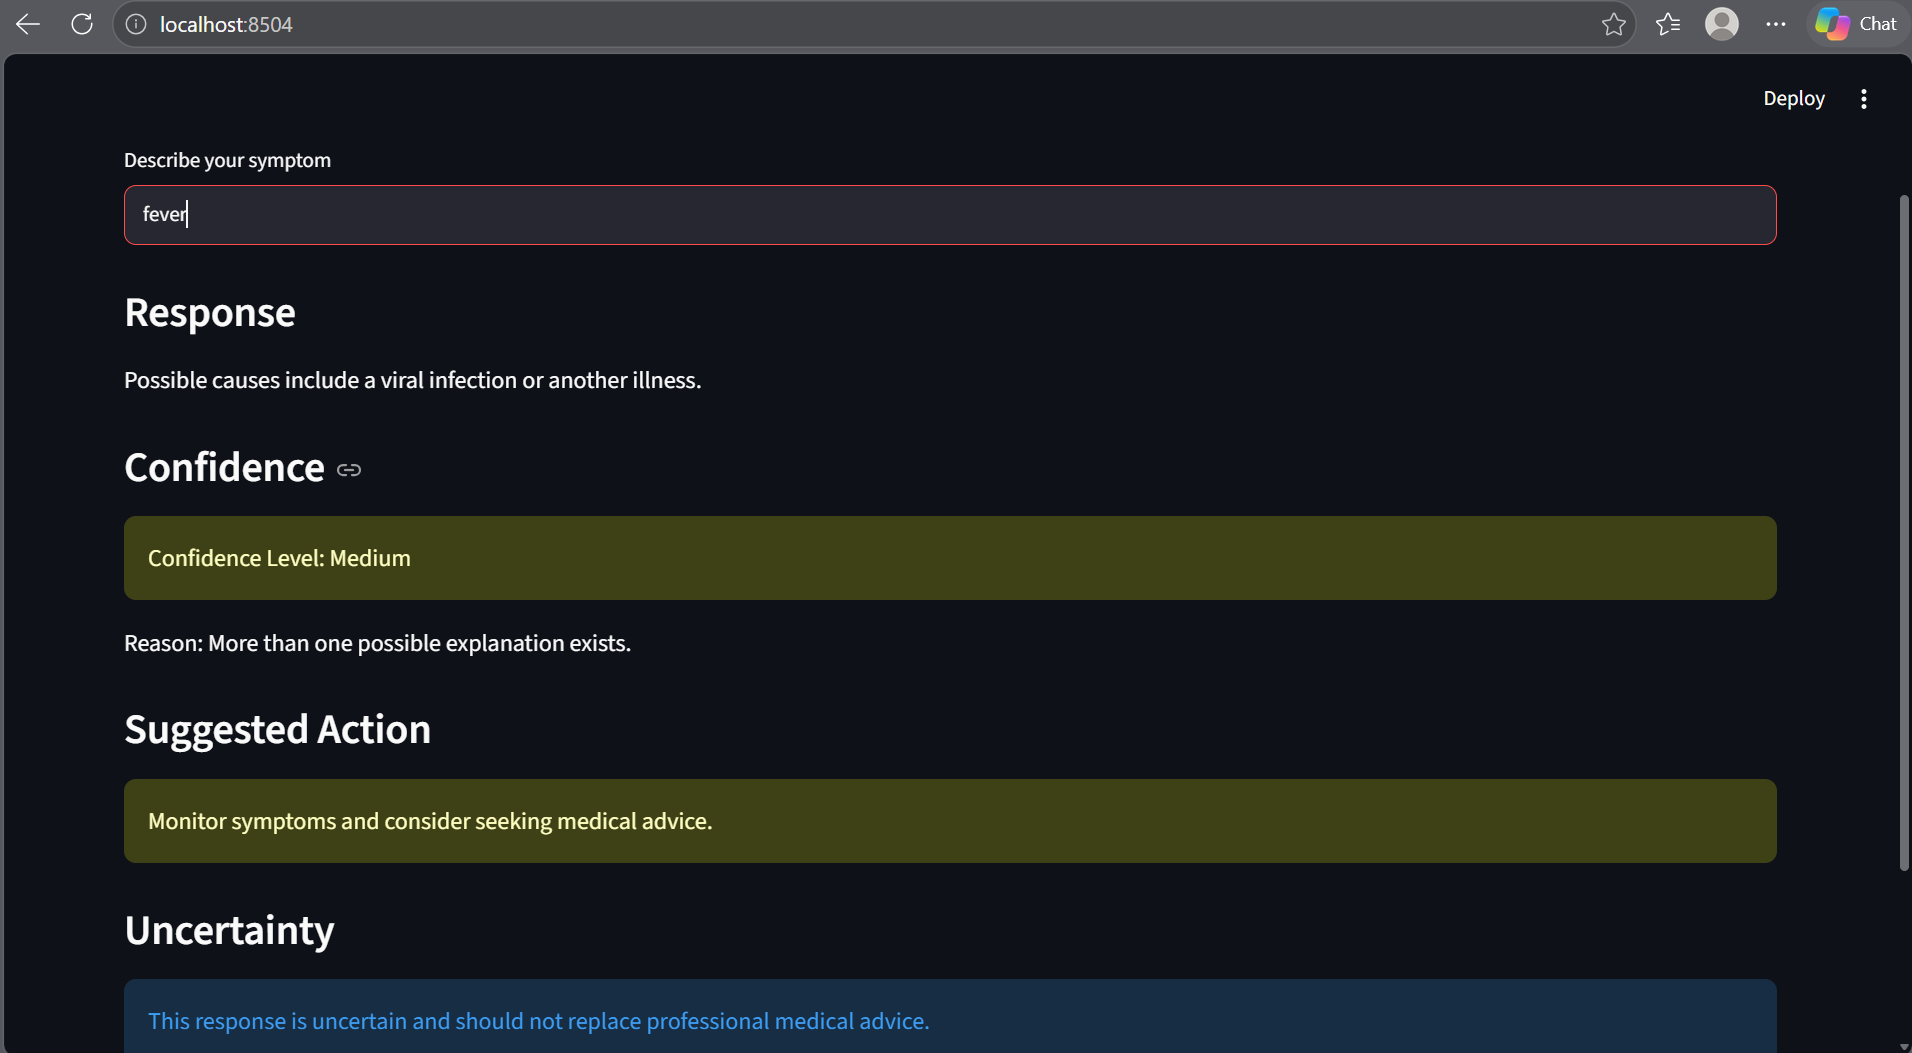 localhost:8504
Chat
Deploy
Describe your symptom
fever
Response
Possible causes include a viral infection or another illness.
Confidence
Confidence Level: Medium
Reason: More than one possible explanation exists.
Suggested Action
Monitor symptoms and consider seeking medical advice.
Uncertainty
This response is uncertain and should not replace professional medical advice.